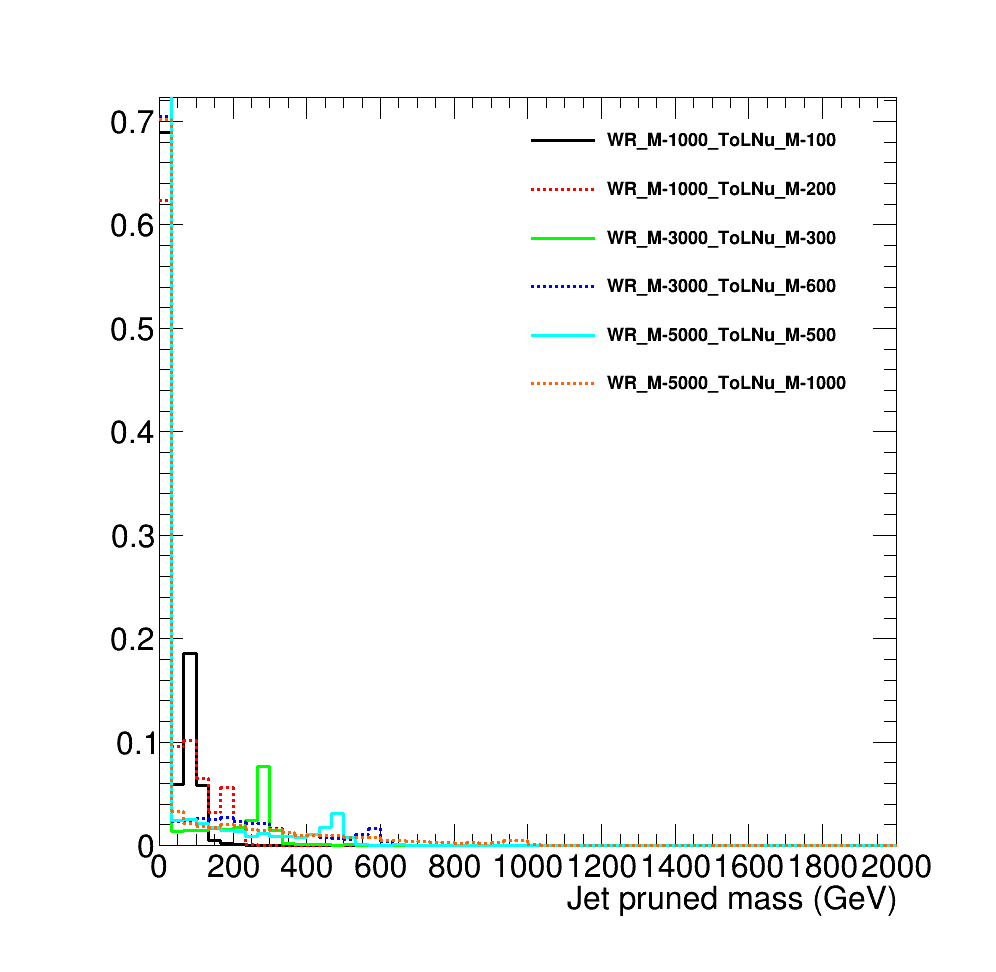 0.7
0.6
0.5
0.4
0.3
0.2
0.1
0
WR_M-1000_ToLNu_M-100
WR_M-1000_ToLNu_M-200
WR_M-3000_ToLNu_M-300
WR_M-3000_ToLNu_M-600
WR_M-5000_ToLNu_M-500
WR_M-5000_ToLNu_M-1000
0 200 400 600 800 1000 1200 1400 1600 1800 2000
Jet pruned mass (GeV)